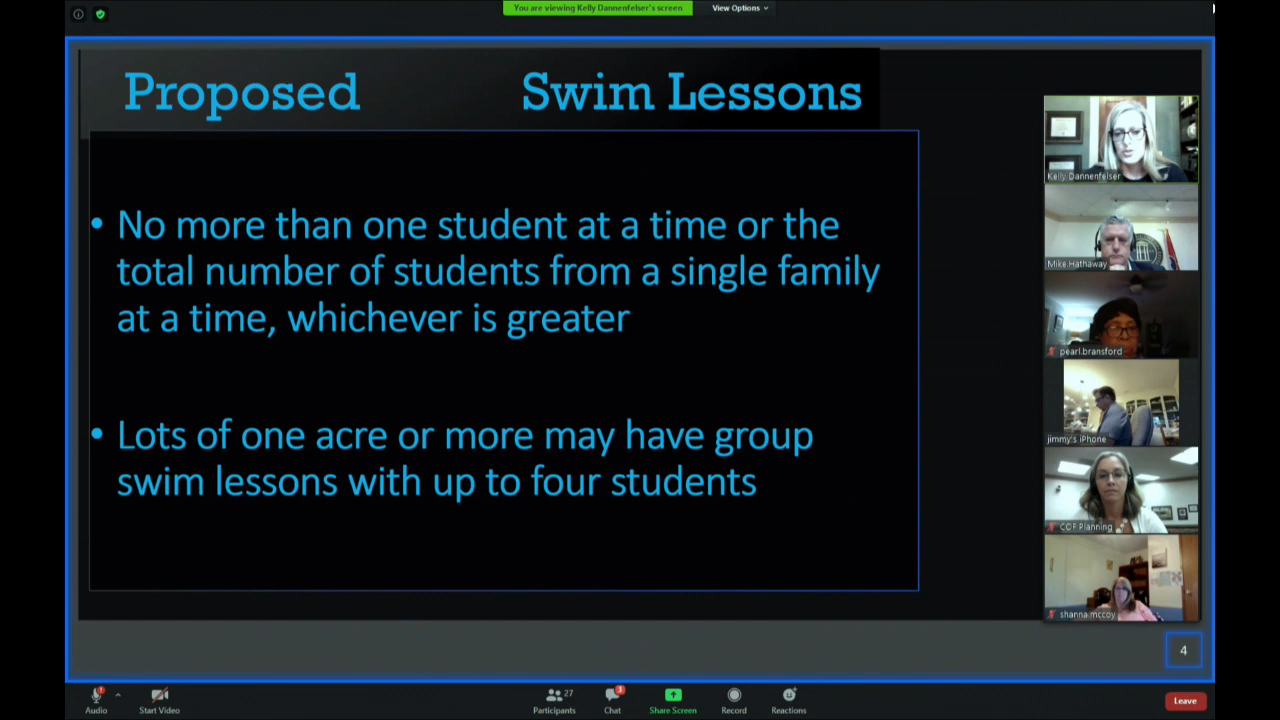 You are viewing Kelly Dannenfelser's screen
View Options
Proposed Swim Lessons
• No more than one student at a time or the
total number of students from a single family
at a time, whichever is greater
• Lots of one acre or more may have group
swim lessons with up to four students
Kelly Dannenfelser
Mike.Hathaway
pearl.bransford
jimmy's iPhone
COF Planning
shanna.mccoy
4
Audio
Start Video
Participants
27
Chat
3
Share Screen
Record
Reactions
Leave